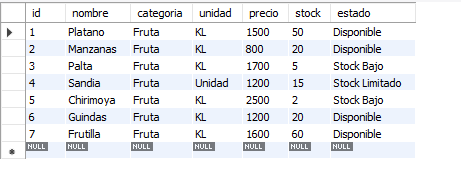 id nombre categoria unidad precio stock estado
1 Platano Fruta KL 1500 50 Disponible
2 Manzanas Fruta KL 800 20 Disponible
3 Palta Fruta KL 1700 5 Stock Bajo
4 Sandia Fruta Unidad 1200 15 Stock Limitado
5 Chirimoya Fruta KL 2500 2 Stock Bajo
6 Guindas Fruta KL 1200 20 Disponible
7 Frutilla Fruta KL 1600 60 Disponible
NULL NULL NULL NULL NULL NULL NULL